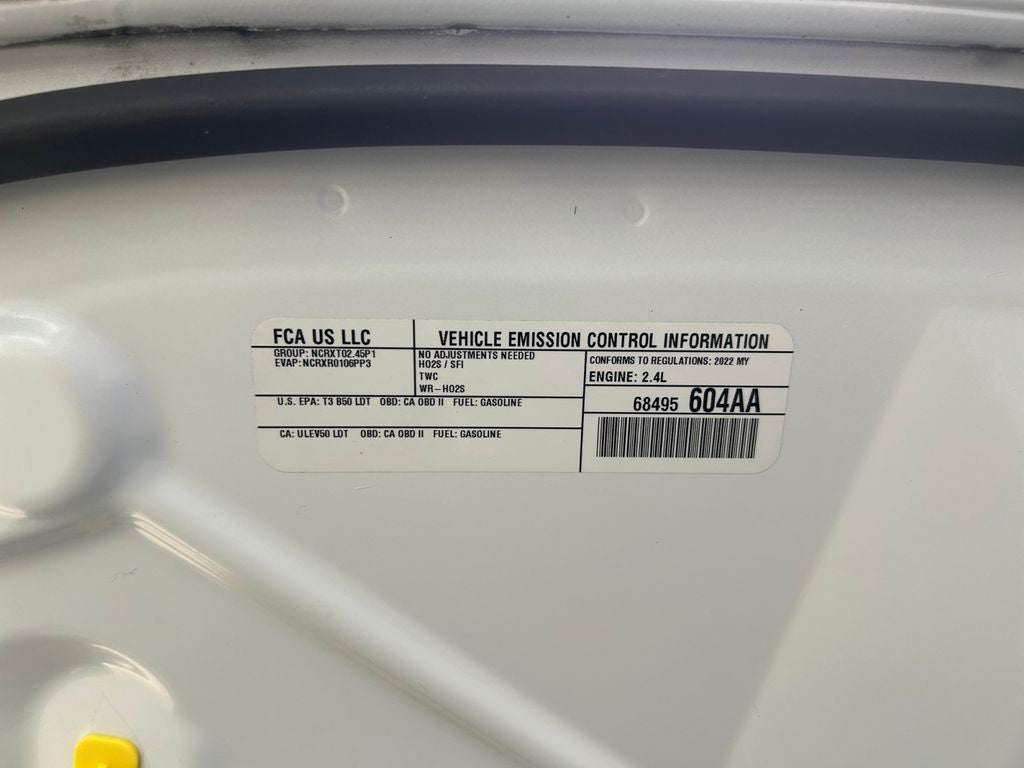 FCA US LLC
VEHICLE EMISSION CONTROL INFORMATION
GROUP: NCRXT02.45P1
EVAP: NCRXR0106PP3
NO ADJUSTMENTS NEEDED
HO2S / SFI
TWC
WR-HO2S
CONFORMS TO REGULATIONS: 2022 MY
ENGINE: 2.4L
U.S. EPA: T3 B50 LDT OBD: CA OBD II FUEL: GASOLINE
68495 604AA
CA: ULEV50 LDT OBD: CA OBD II FUEL: GASOLINE